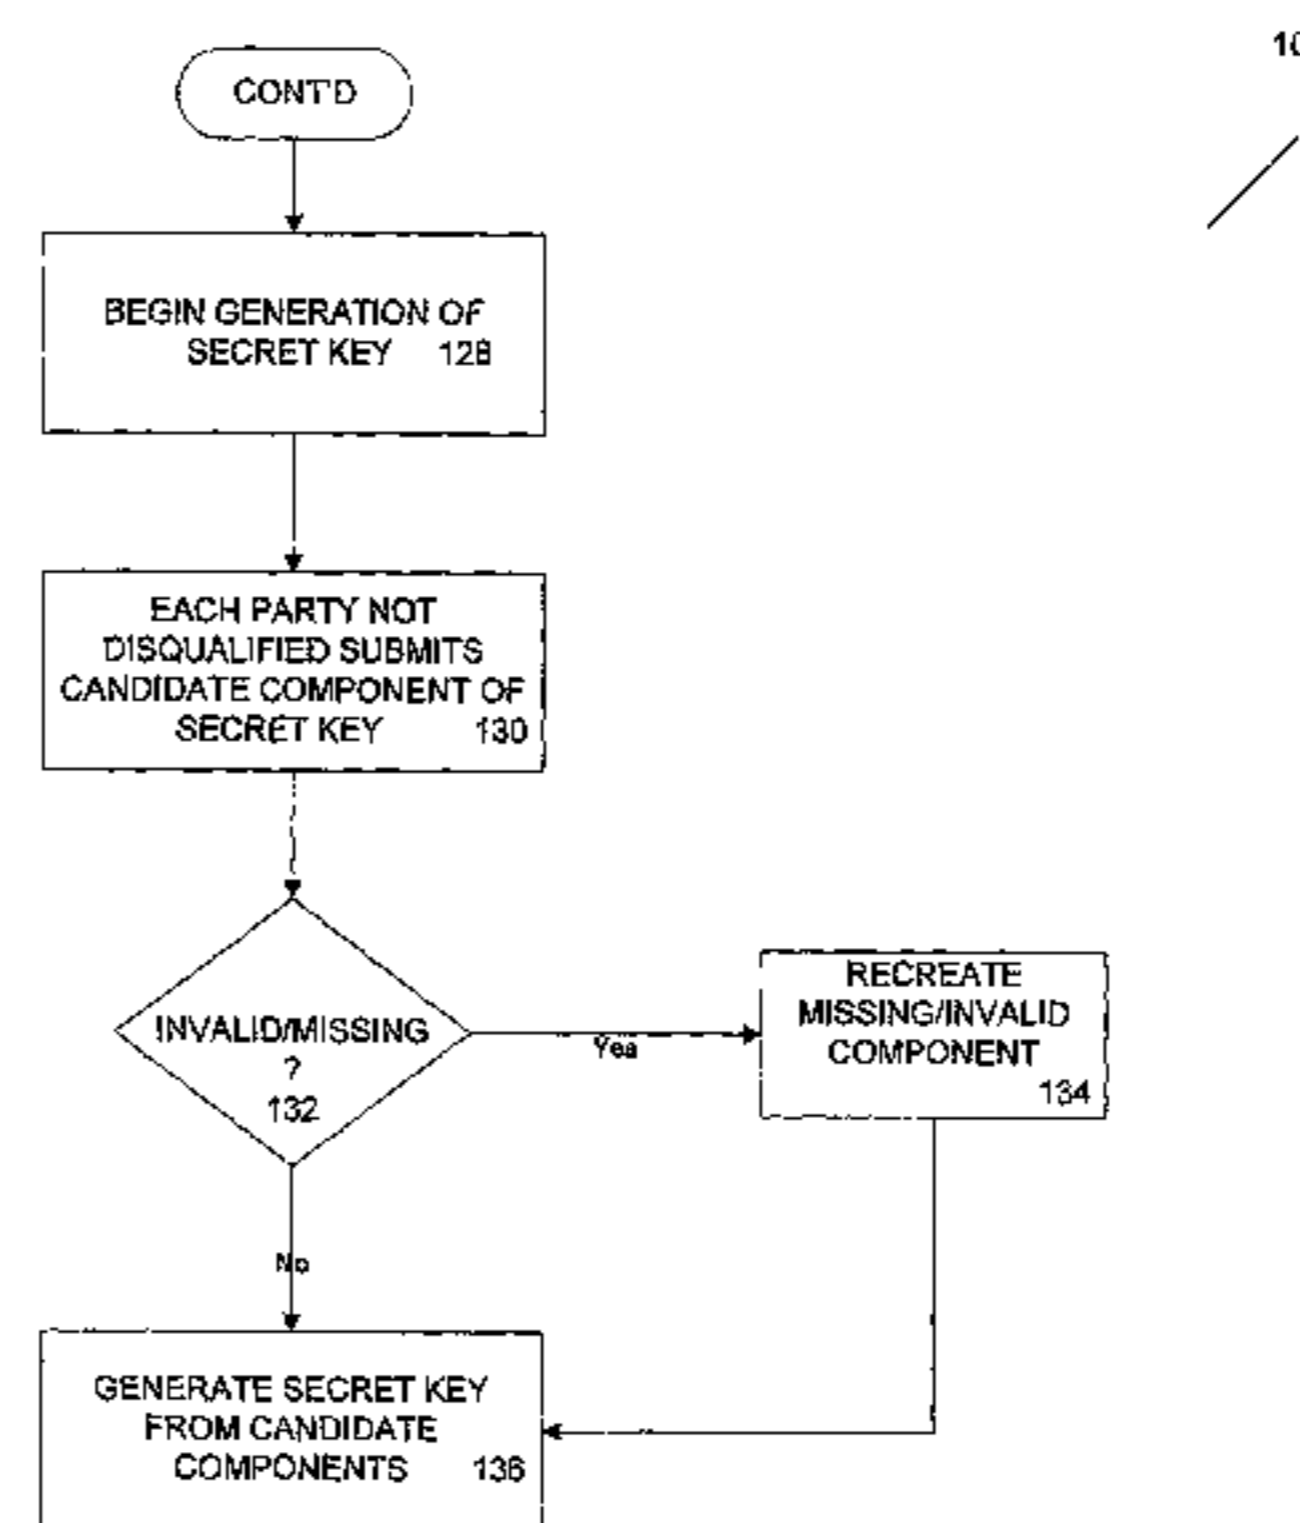 CONT'D
BEGIN GENERATION OF
SECRET KEY 128
EACH PARTY NOT
DISQUALIFIED SUBMITS
CANDIDATE COMPONENT OF
SECRET KEY 130
INVALID/MISSING
?
132
Yes
RECREATE
MISSING/INVALID
COMPONENT
134
No
GENERATE SECRET KEY
FROM CANDIDATE
COMPONENTS 136